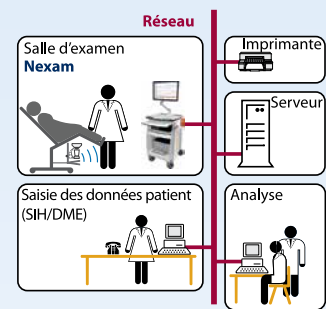 Réseau
Salle d'examen
Nexam
Imprimante
Serveur
Saisie des données patient
(SIH/DME)
Analyse